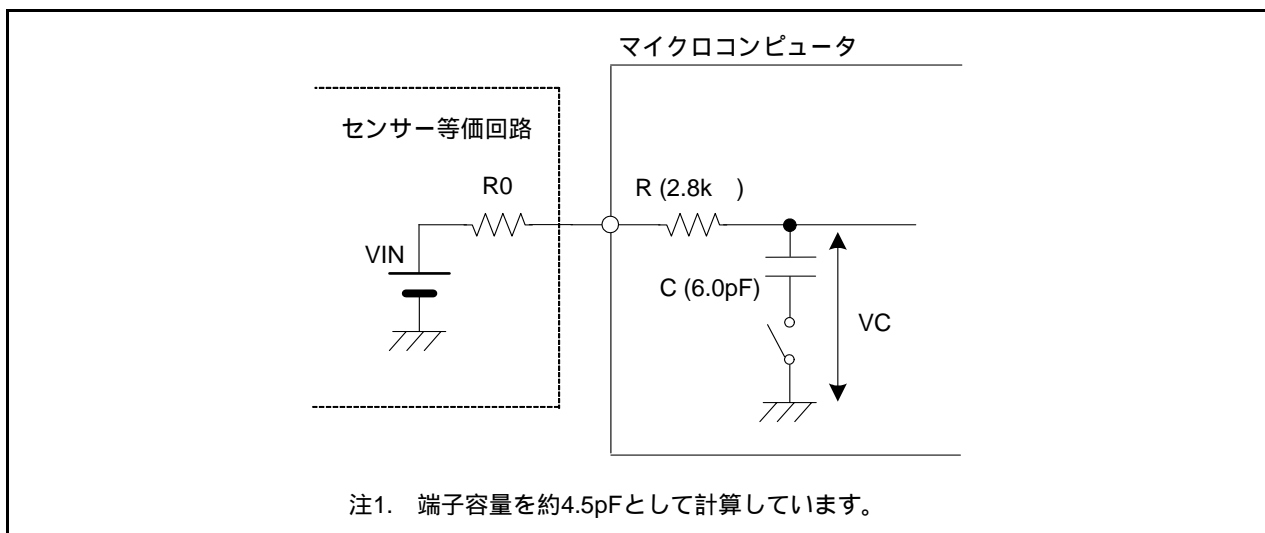 マイクロコンピュータ
センサー等価回路
R0
R (2.8k )
VIN
C (6.0pF)
VC
注1. 端子容量を約4.5pFとして計算しています。